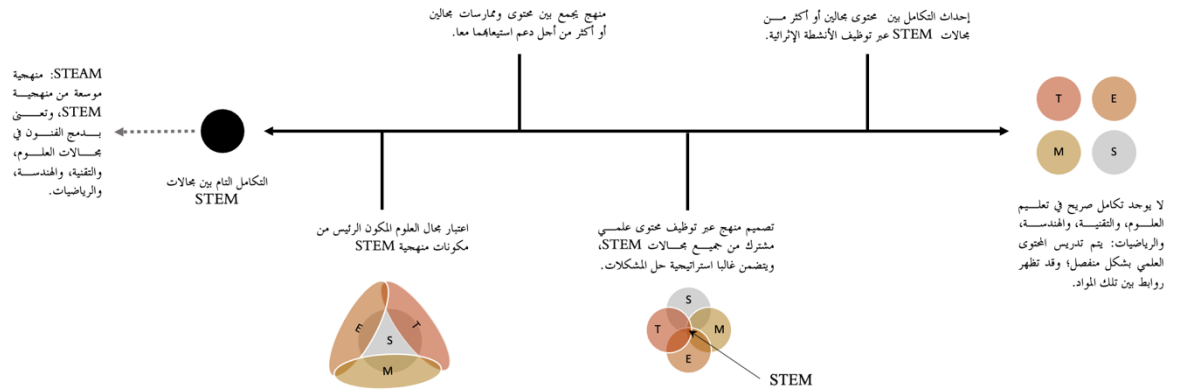 إحداث التكامل بين محتوى مجالين أو أكثر من
مجالات STEM عبر توظيف الأنشطة الإثرائية.
منهج يجمع بين محتوى وممارسات مجالين
أو أكثر من أجل دعم استيعابهما معا.
T
E
M
S
لا يوجد تكامل صريح في تعليم
العلوم، والتقنية، والهندسة،
والرياضيات: يتم تدريس المحتوى
العلمي بشكل منفصل؛ وقد تظهر
روابط بين تلك المواد.
STEAM: منهجية
موسعة من منهجية
STEM، وتعنى
بدمج الفنون في
مجالات العلوم،
والتقنية، والهندسة،
والرياضيات.
التكامل التام بين مجالات
STEM
تصميم منهج عبر توظيف محتوى علمي
مشترك من جميع مجالات STEM،
ويتضمن غالبا استراتيجية حل المشكلات.
S
T
M
E
STEM
اعتبار مجال العلوم المكون الرئيس من
مكونات منهجية STEM
E
T
S
M